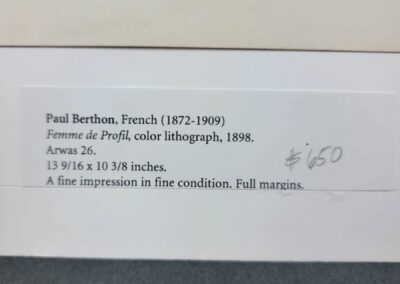 Paul Berthon, French (1872-1909)
Femme de Profil, color lithograph, 1898.
Arwas 26.
13 9/16 x 10 3/8 inches.
A fine impression in fine condition. Full margins.
$650